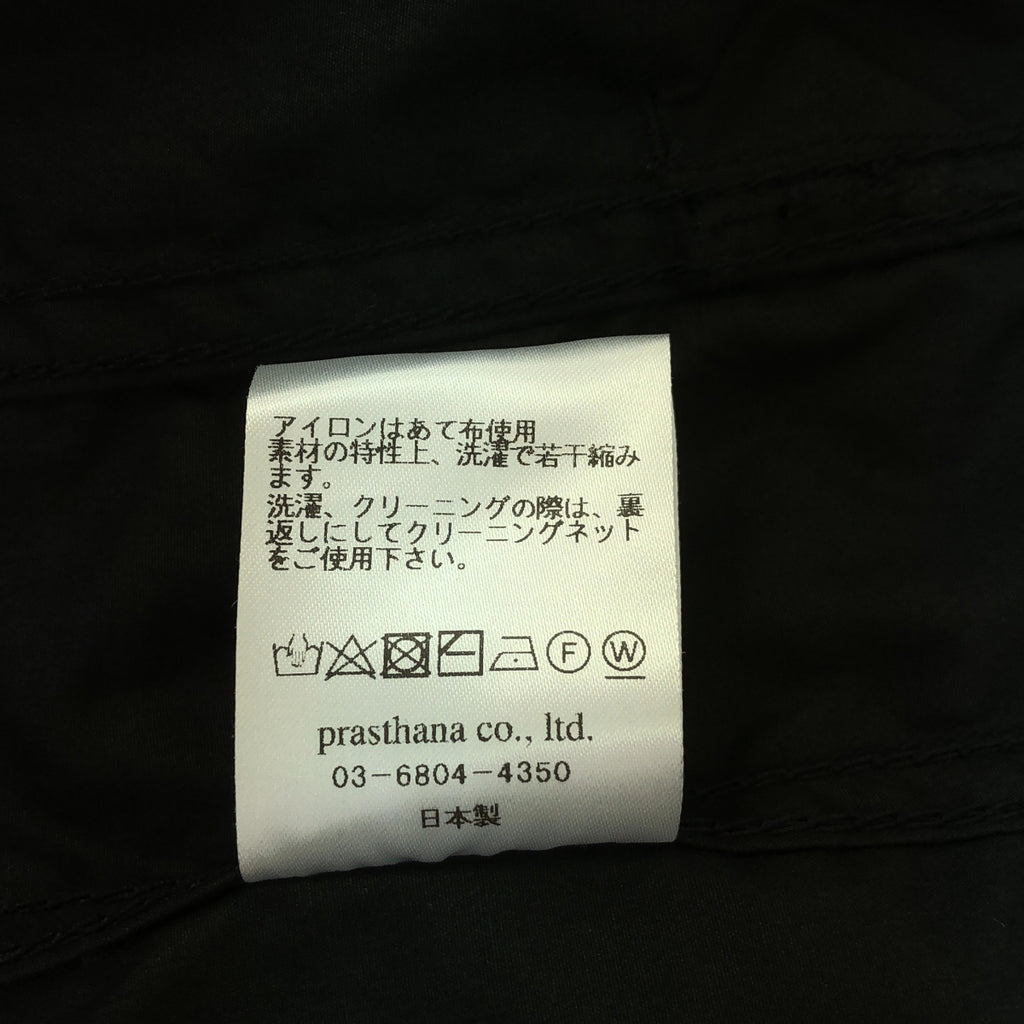 アイロンはあて布使用
素材の特性上、洗濯で若干縮み
ます。
洗濯、クリーニングの際は、裏
返しにしてクリーニングネット
をご使用下さい。
F W
prasthana co., ltd.
03-6804-4350
日本製